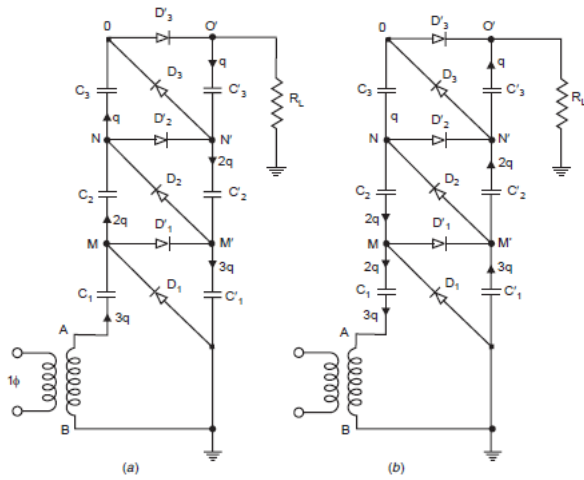 D'3
0
O'
q
D3
C3
C'3
RL
q
D'2
N
N'
2q
D2
C2
C'2
2q
D'1
M
M'
3q
D1
C1
C'1
A
3q
1ϕ
B
(a)
D'3
0
O'
q
D3
C3
C'3
RL
q
D'2
N
N'
2q
D2
C2
C'2
2q
D'1
M
M'
2q
3q
D1
C1
C'1
3q
A
B
(b)